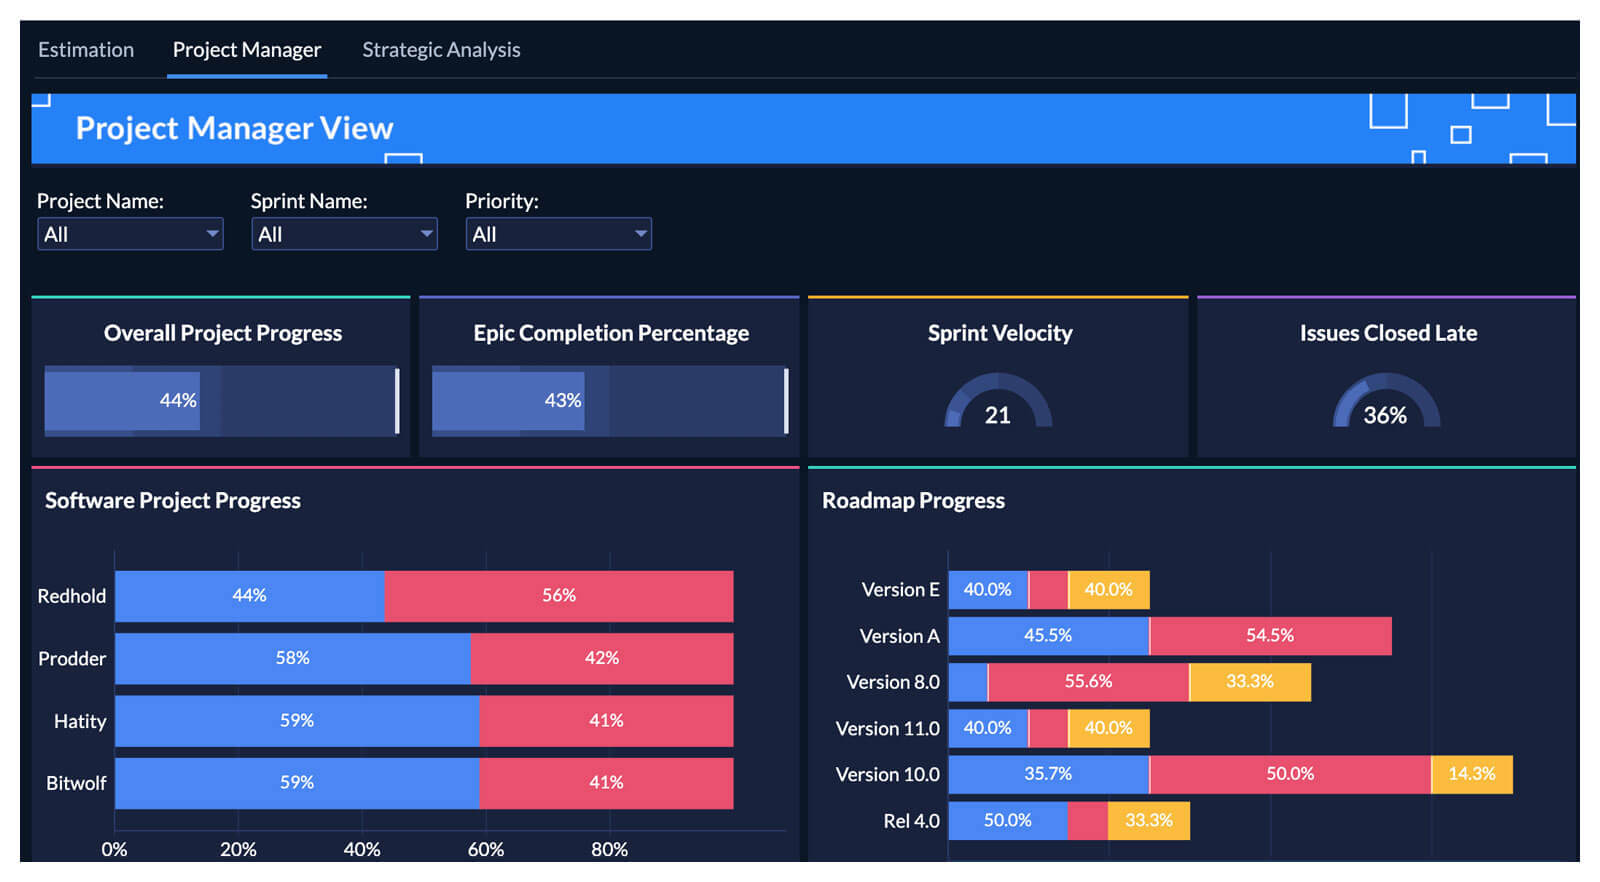 Estimation Project Manager Strategic Analysis
Project Manager View
Project Name: Sprint Name: Priority:
All All All
Overall Project Progress Epic Completion Percentage Sprint Velocity Issues Closed Late
44% 43% 21 36%
Software Project Progress
Redhold 44% 56%
Prodder 58% 42%
Hatity 59% 41%
Bitwolf 59% 41%
0% 20% 40% 60% 80%
Roadmap Progress
Version E 40.0% 40.0%
Version A 45.5% 54.5%
Version 8.0 55.6% 33.3%
Version 11.0 40.0% 40.0%
Version 10.0 35.7% 50.0% 14.3%
Rel 4.0 50.0% 33.3%